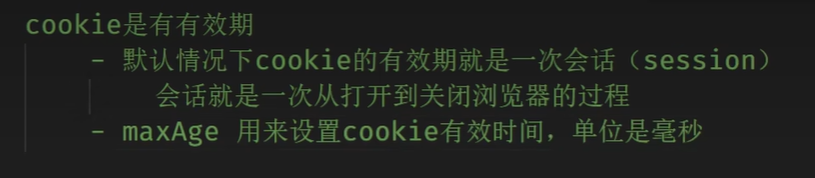 cookie是有有效期
- 默认情况下cookie的有效期就是一次会话（session）
会话就是一次从打开到关闭浏览器的过程
- maxAge 用来设置cookie有效时间，单位是毫秒